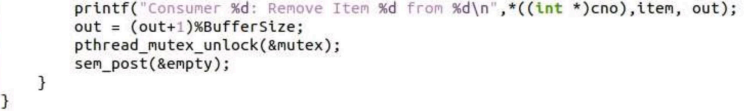 printf("Consumer %d: Remove Item %d from %d\n",*((int *)cno),item, out);
out = (out+1)%BufferSize;
pthread_mutex_unlock(&mutex);
sem_post(&empty);
}
}